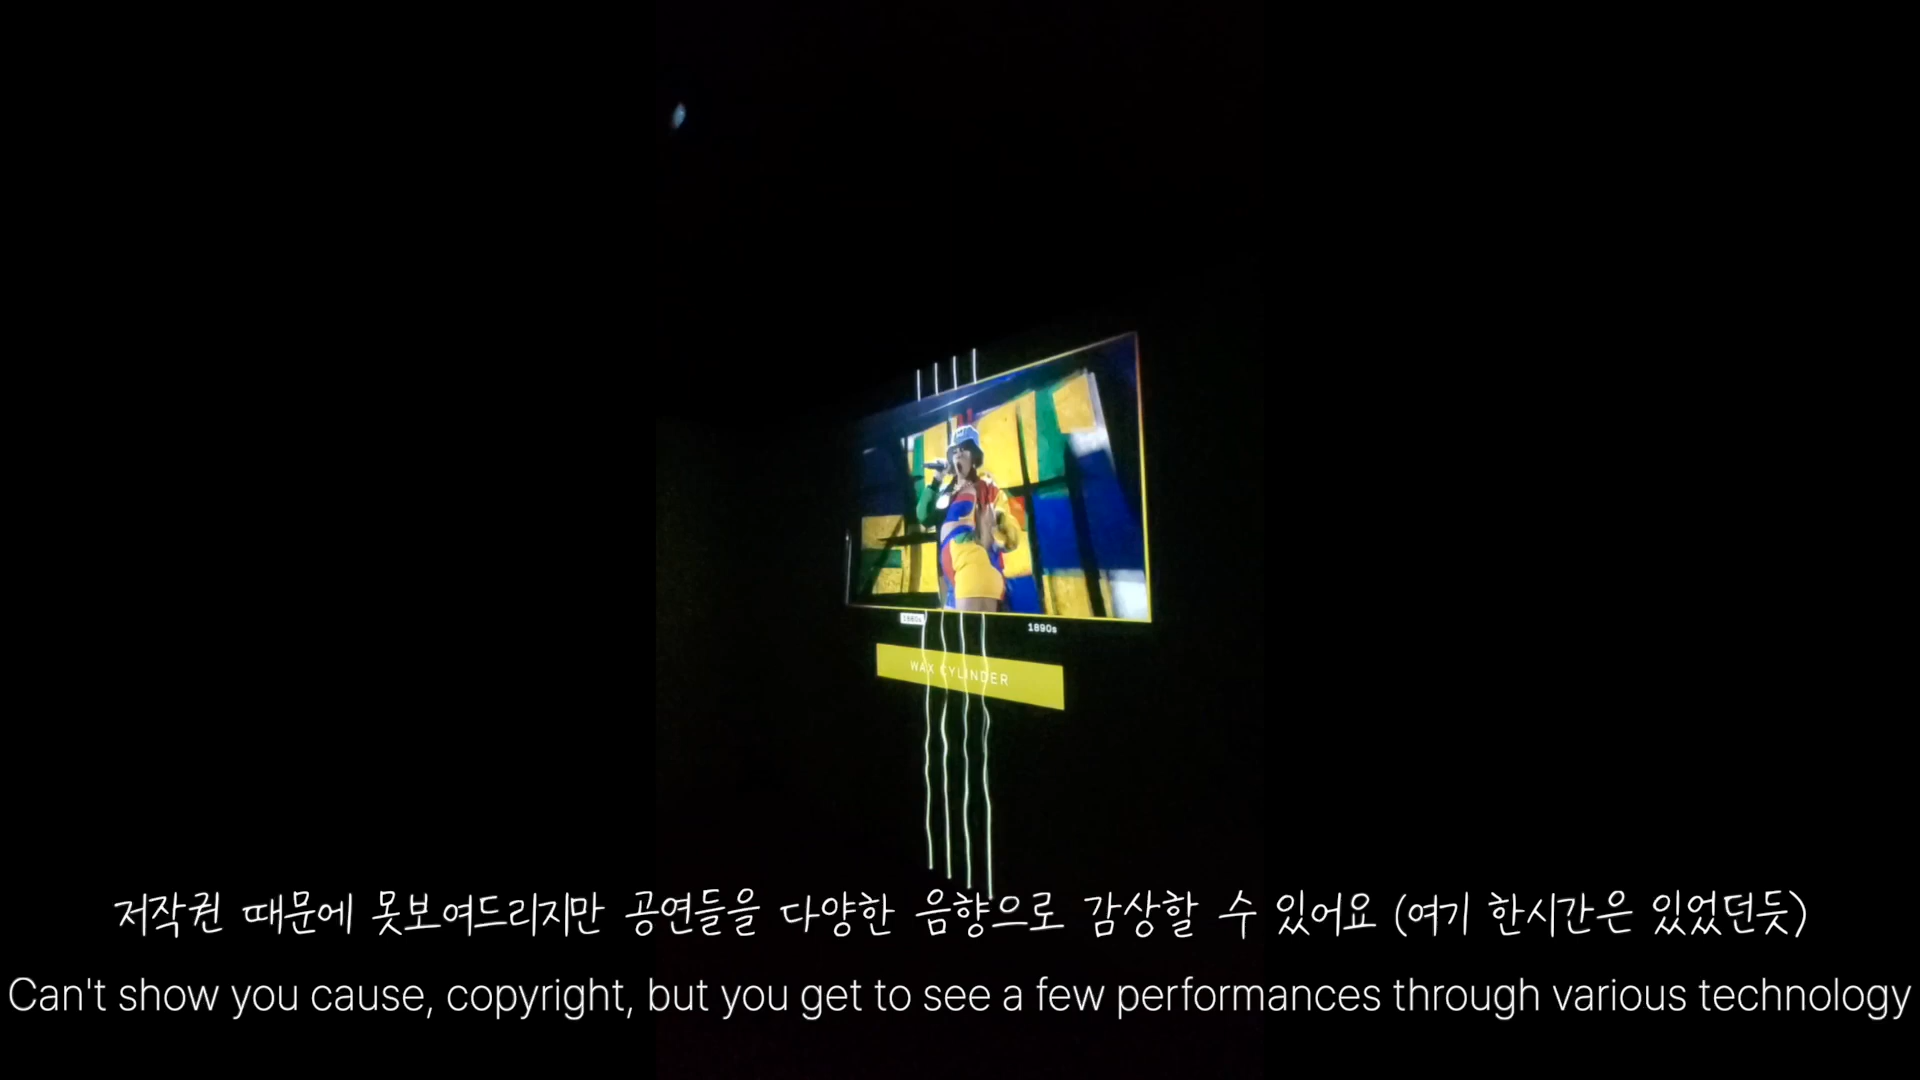 1890s
WAX CYLINDER
저작권 때문에 못보여드리지만 공연들을 다양한 음향으로 감상할 수 있어요 (여기 한시간은 있었던듯)
Can't show you cause, copyright, but you get to see a few performances through various technology